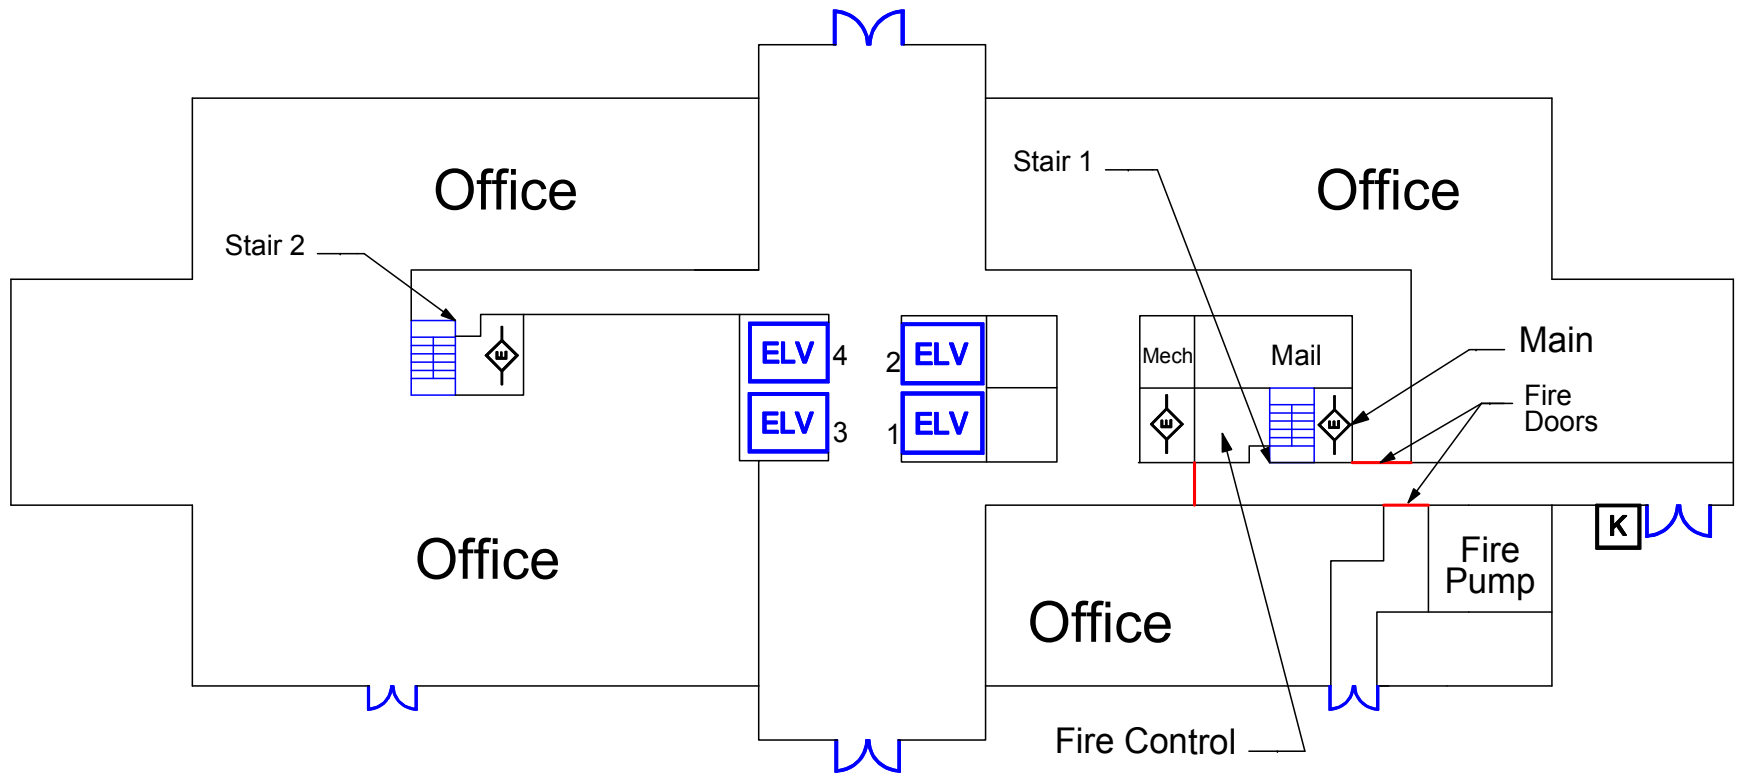 Office
Stair 1
Office
Stair 2
ELV 4
2 ELV
Mech
Mail
Main
E
ELV 3
1 ELV
E
E
Fire
Doors
K
Office
Fire
Pump
Office
Fire Control